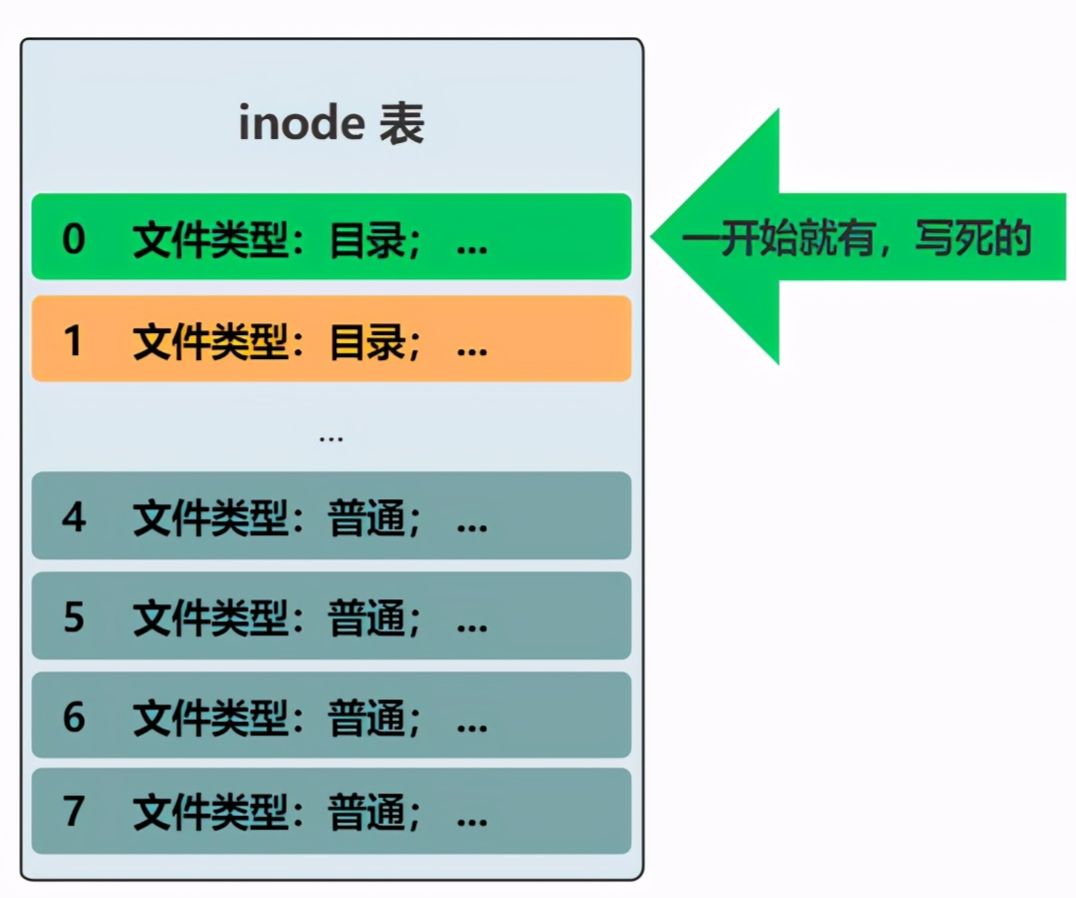 inode 表
0 文件类型：目录； ...
一开始就有，写死的
1 文件类型：目录； ...
...
4 文件类型：普通； ...
5 文件类型：普通； ...
6 文件类型：普通； ...
7 文件类型：普通； ...